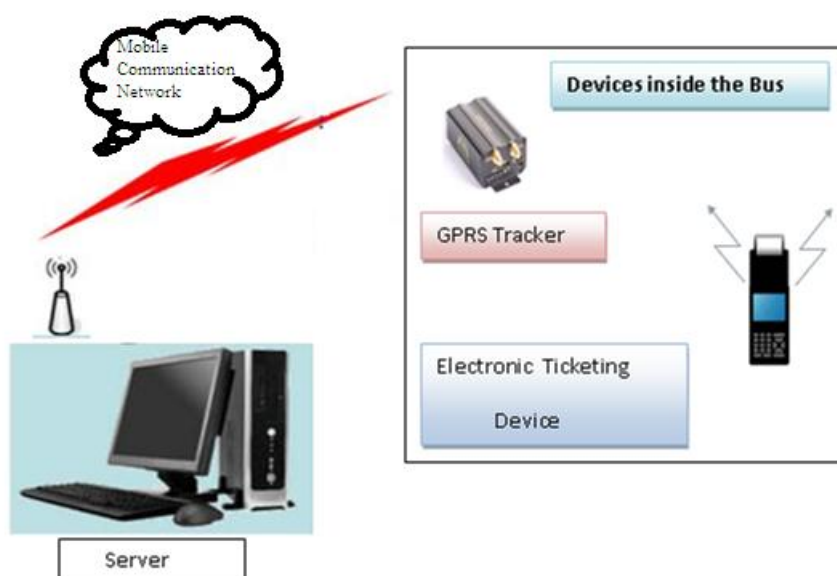 Mobile
Communication
Network
Devices inside the Bus
GPRS Tracker
Electronic Ticketing
Device
Server